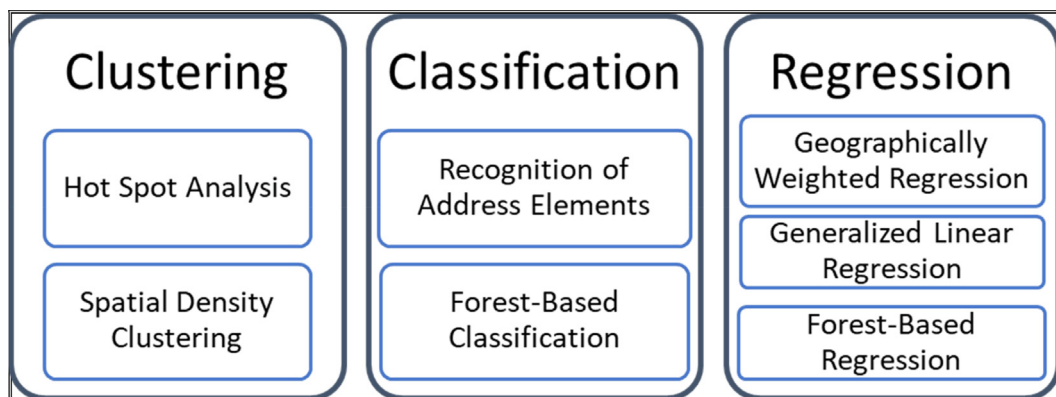 Clustering
Hot Spot Analysis
Spatial Density
Clustering
Classification
Recognition of
Address Elements
Forest-Based
Classification
Regression
Geographically
Weighted Regression
Generalized Linear
Regression
Forest-Based
Regression